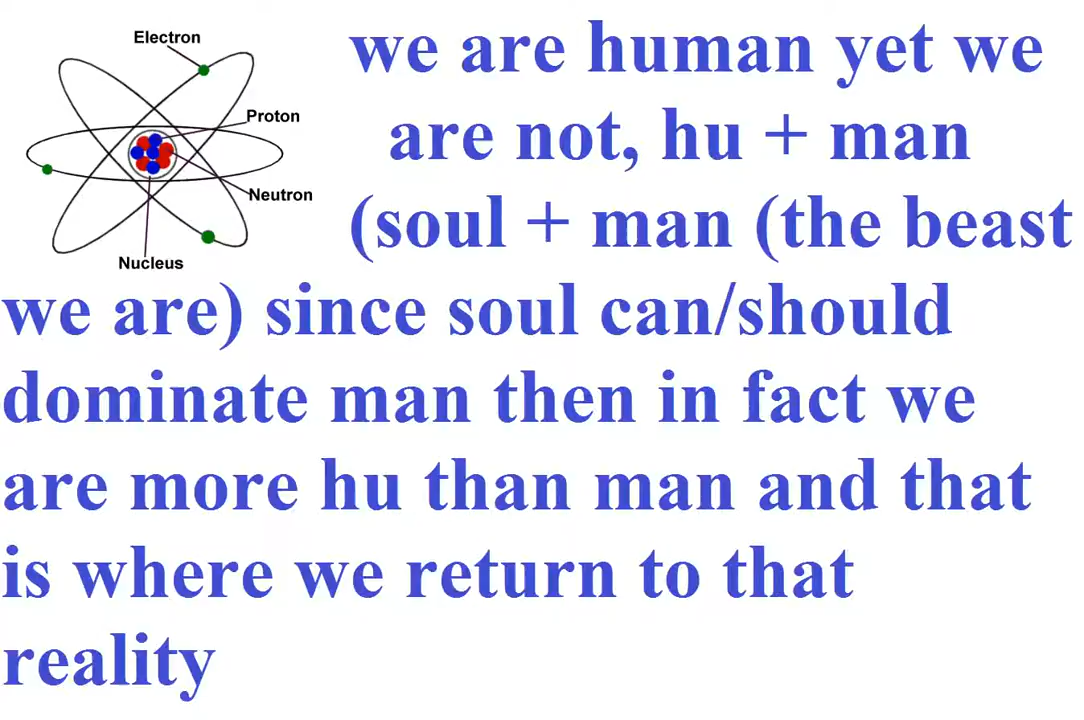 Electron
Proton
Neutron
Nucleus
we are human yet we
are not, hu + man
(soul + man (the beast
we are) since soul can/should
dominate man then in fact we
are more hu than man and that
is where we return to that
reality